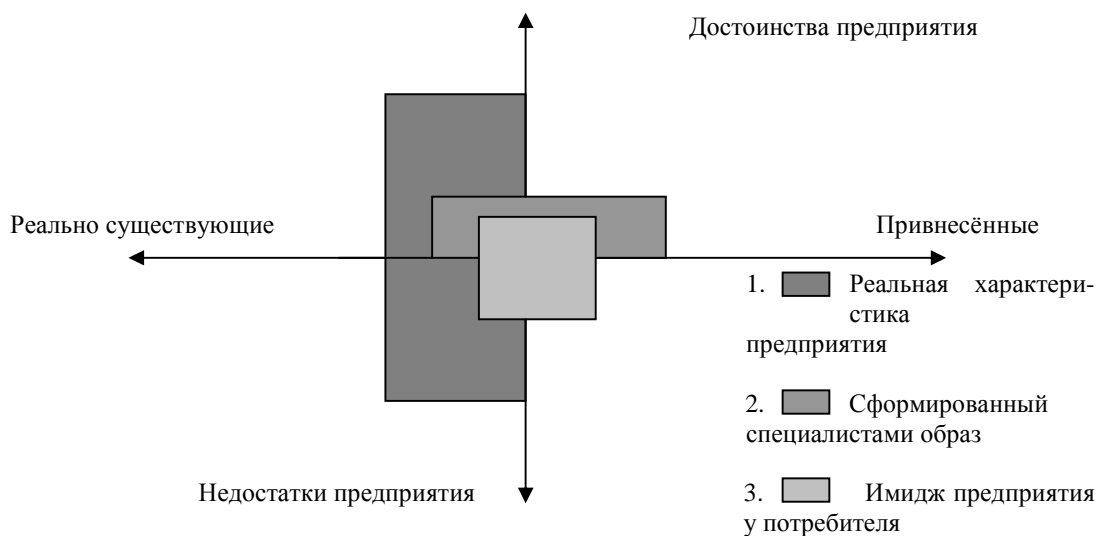 Достоинства предприятия
Реально существующие
Привнесённые
1. Реальная характери-
стика
предприятия
2. Сформированный
специалистами образ
Недостатки предприятия
3. Имидж предприятия
у потребителя